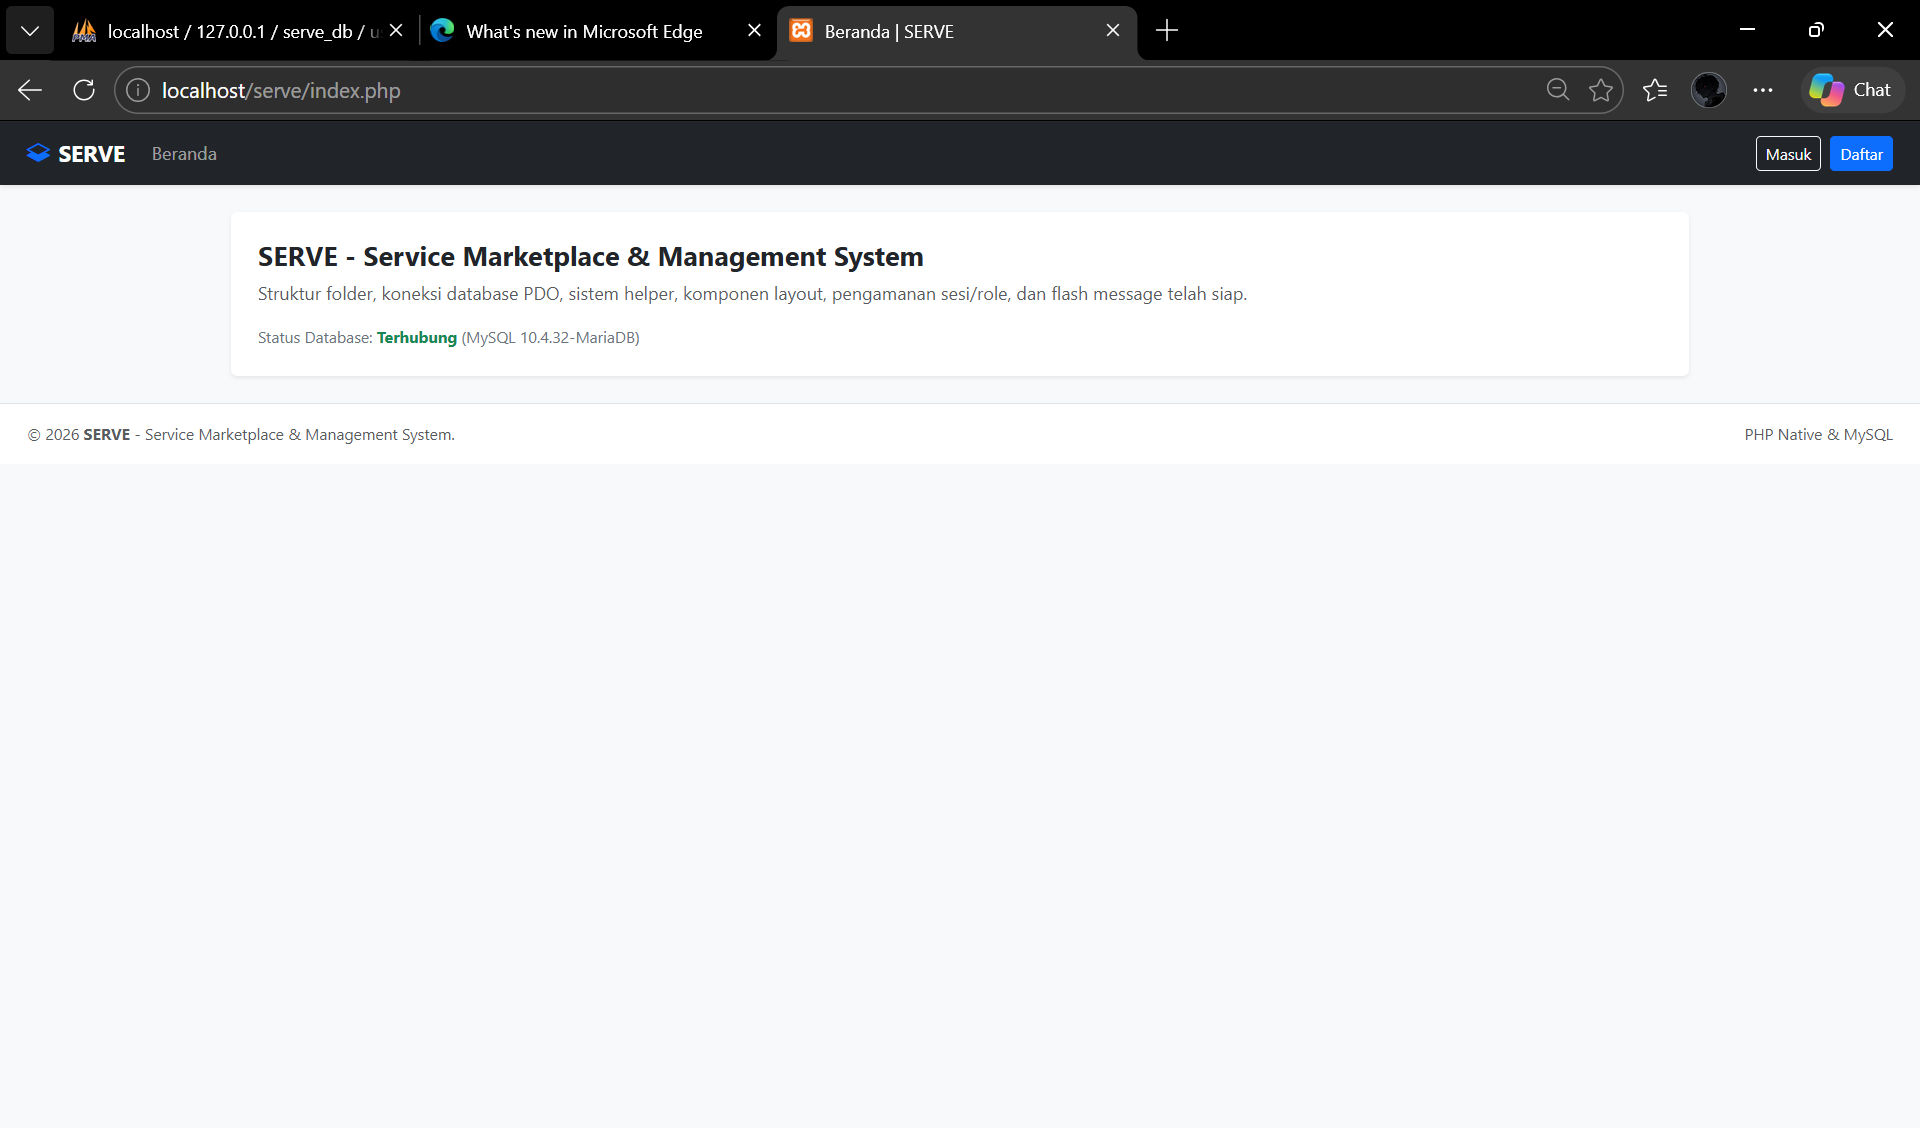 localhost / 127.0.0.1 / serve_db / u
What's new in Microsoft Edge
Beranda | SERVE
localhost/serve/index.php
Chat
SERVE
Beranda
Masuk
Daftar
SERVE - Service Marketplace & Management System
Struktur folder, koneksi database PDO, sistem helper, komponen layout, pengamanan sesi/role, dan flash message telah siap.
Status Database: Terhubung (MySQL 10.4.32-MariaDB)
© 2026 SERVE - Service Marketplace & Management System.
PHP Native & MySQL